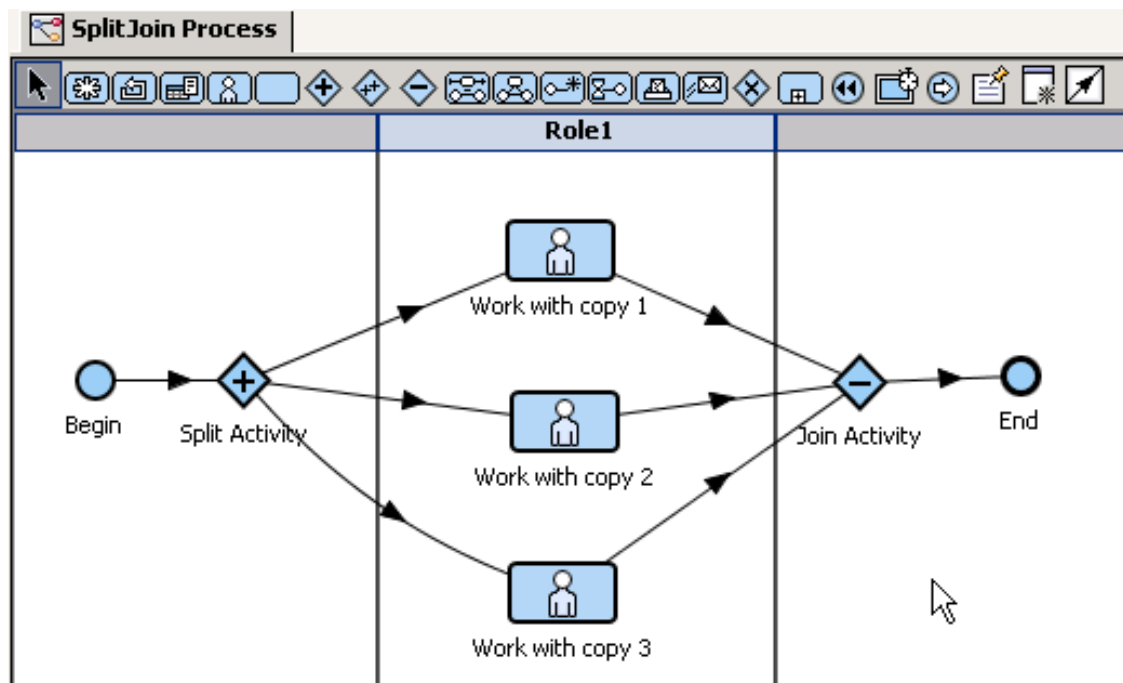 SplitJoin Process
Role1
Work with copy 1
Begin
Split Activity
Work with copy 2
Join Activity
End
Work with copy 3